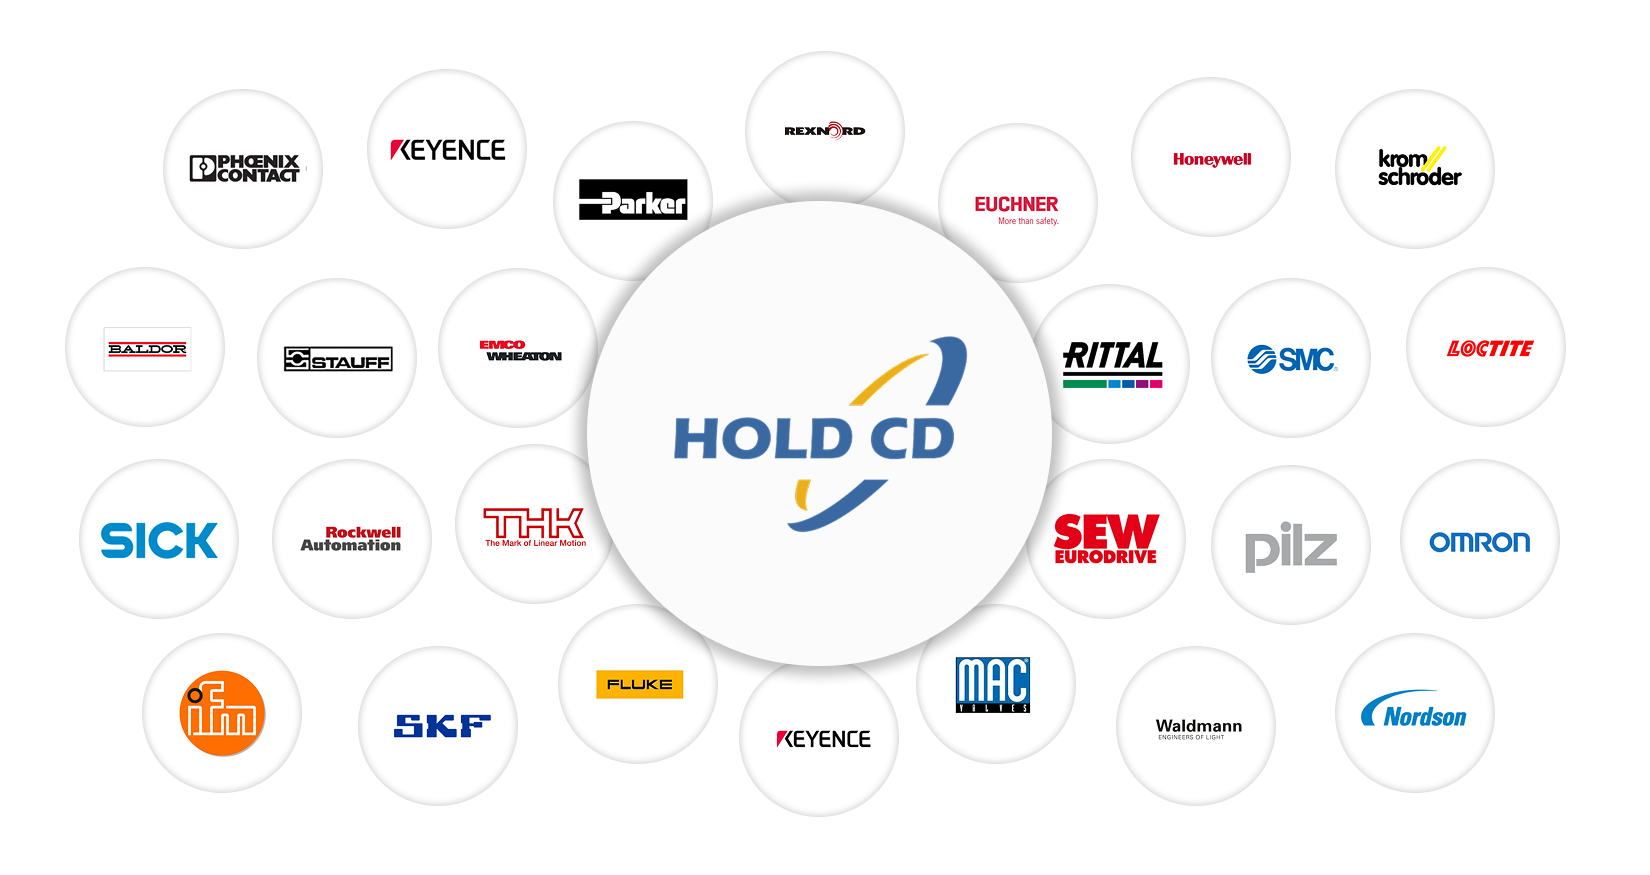 PHŒNIX
CONTACT
KEYENCE
Parker
REXNORD
EUCHNER
More than safety.
Honeywell
krom
schroder
BALDOR
STAUFF
EMCO
WHEATON
HOLD CD
RITTAL
SMC
LOCTITE
SICK
Rockwell
Automation
THK
The Mark of Linear Motion
SEW
EURODRIVE
pilz
OMRON
ifm
SKF
FLUKE
KEYENCE
MAC
VALVES
Waldmann
ENGINEERS OF LIGHT
Nordson